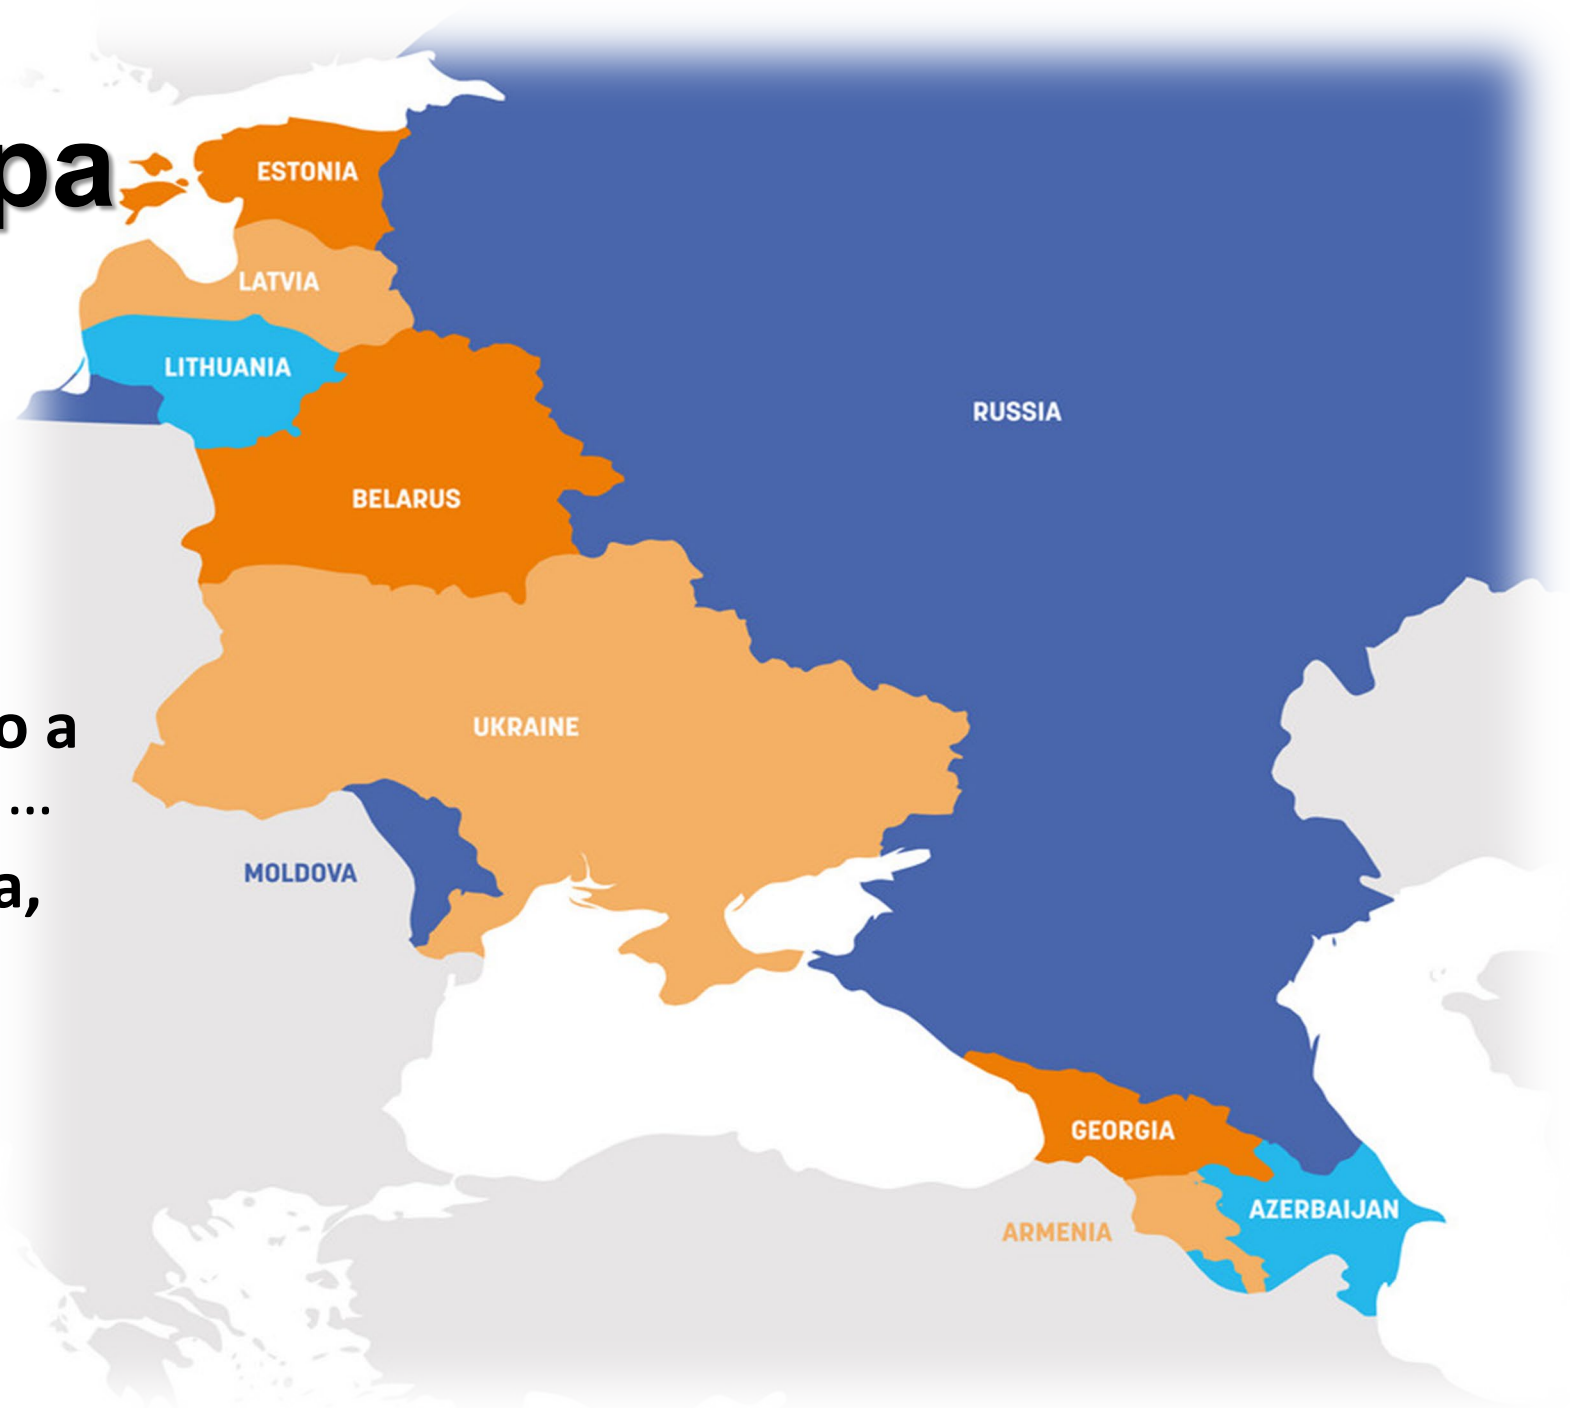 pa
ESTONIA
LATVIA
LITHUANIA
RUSSIA
BELARUS
o a
UKRAINE
...
MOLDOVA
a,
GEORGIA
AZERBAIJAN
ARMENIA